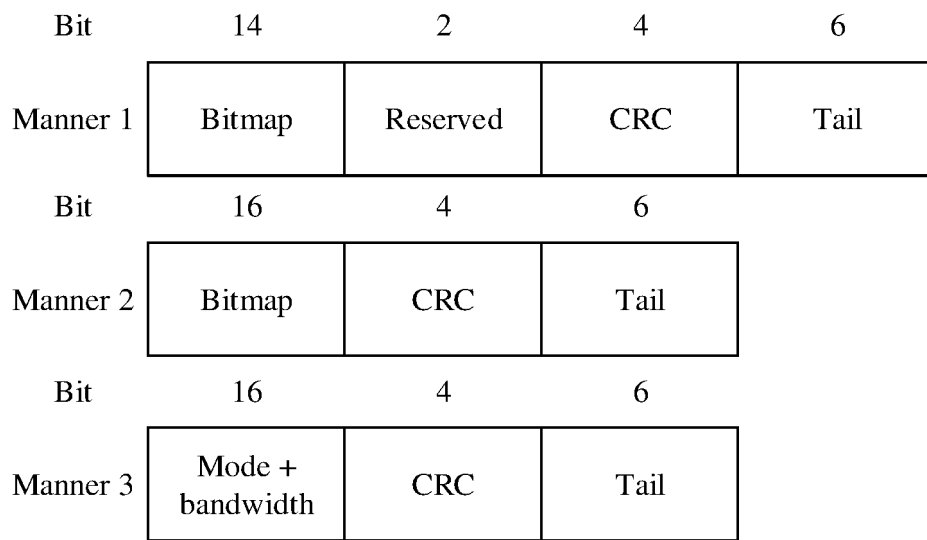 Bit 14 2 4 6
Manner 1 Bitmap Reserved CRC Tail
Bit 16 4 6
Manner 2 Bitmap CRC Tail
Bit 16 4 6
Manner 3 Mode + bandwidth CRC Tail